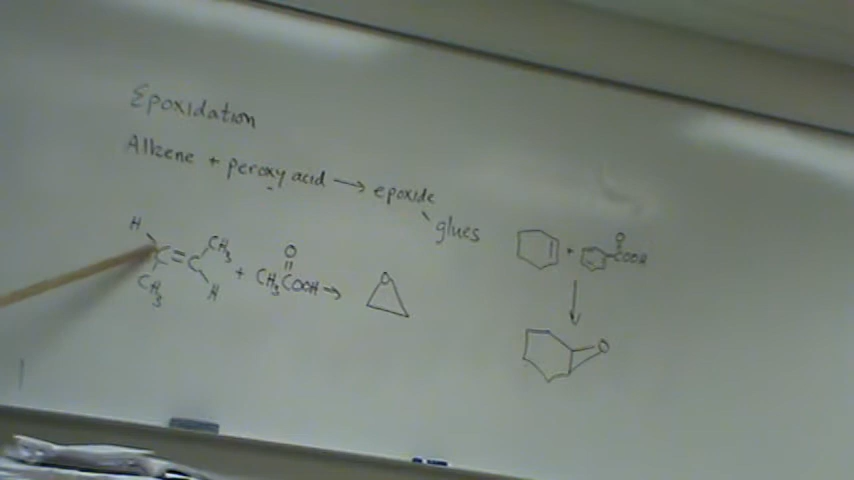 Epoxidation
Alkene + peroxy acid → epoxide
glues
H
C=C
CH3
CH3
H
+
O
CH3COOH →
O
+
O
COOH
O